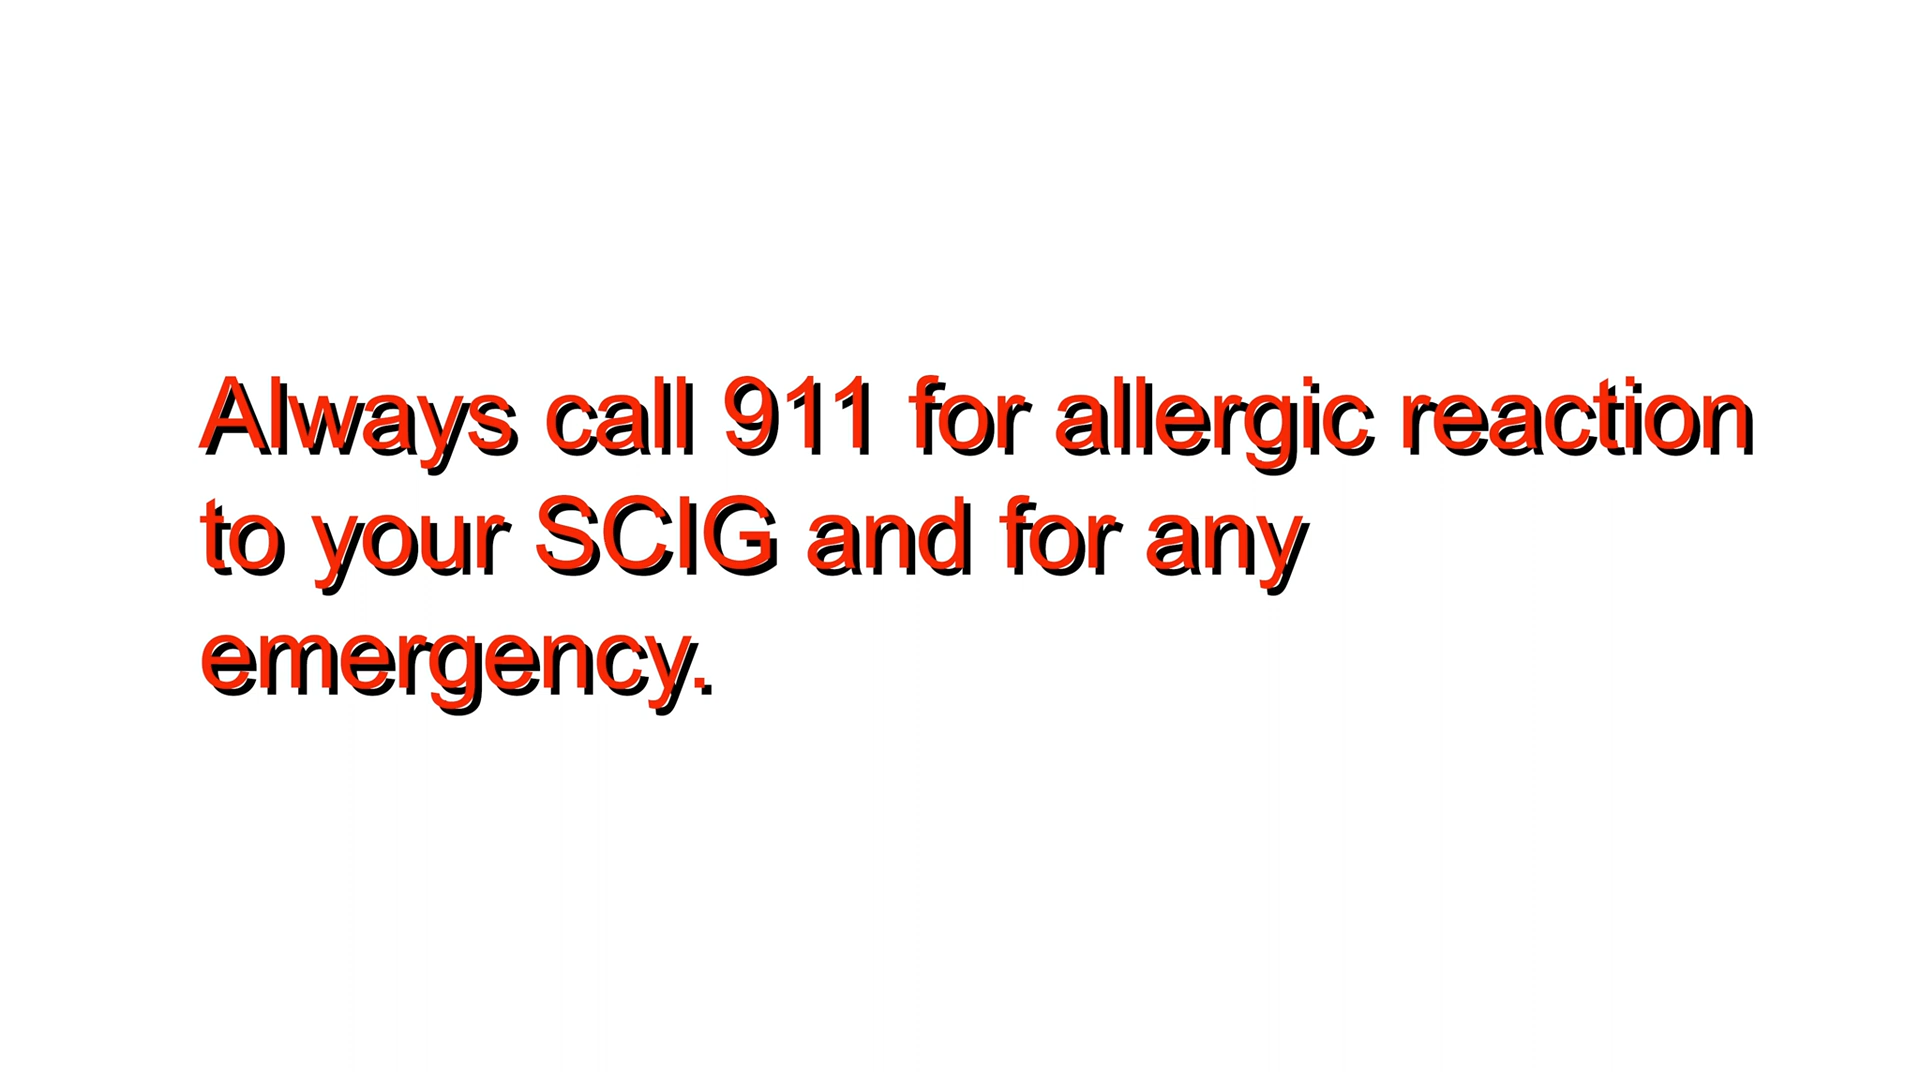 Always call 911 for allergic reaction
to your SCIG and for any
emergency.